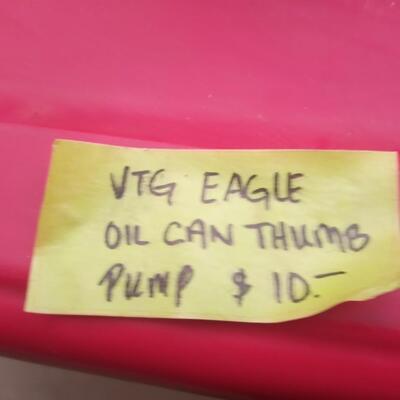 VTG EAGLE
OIL CAN THUMB
PUMP $10.-